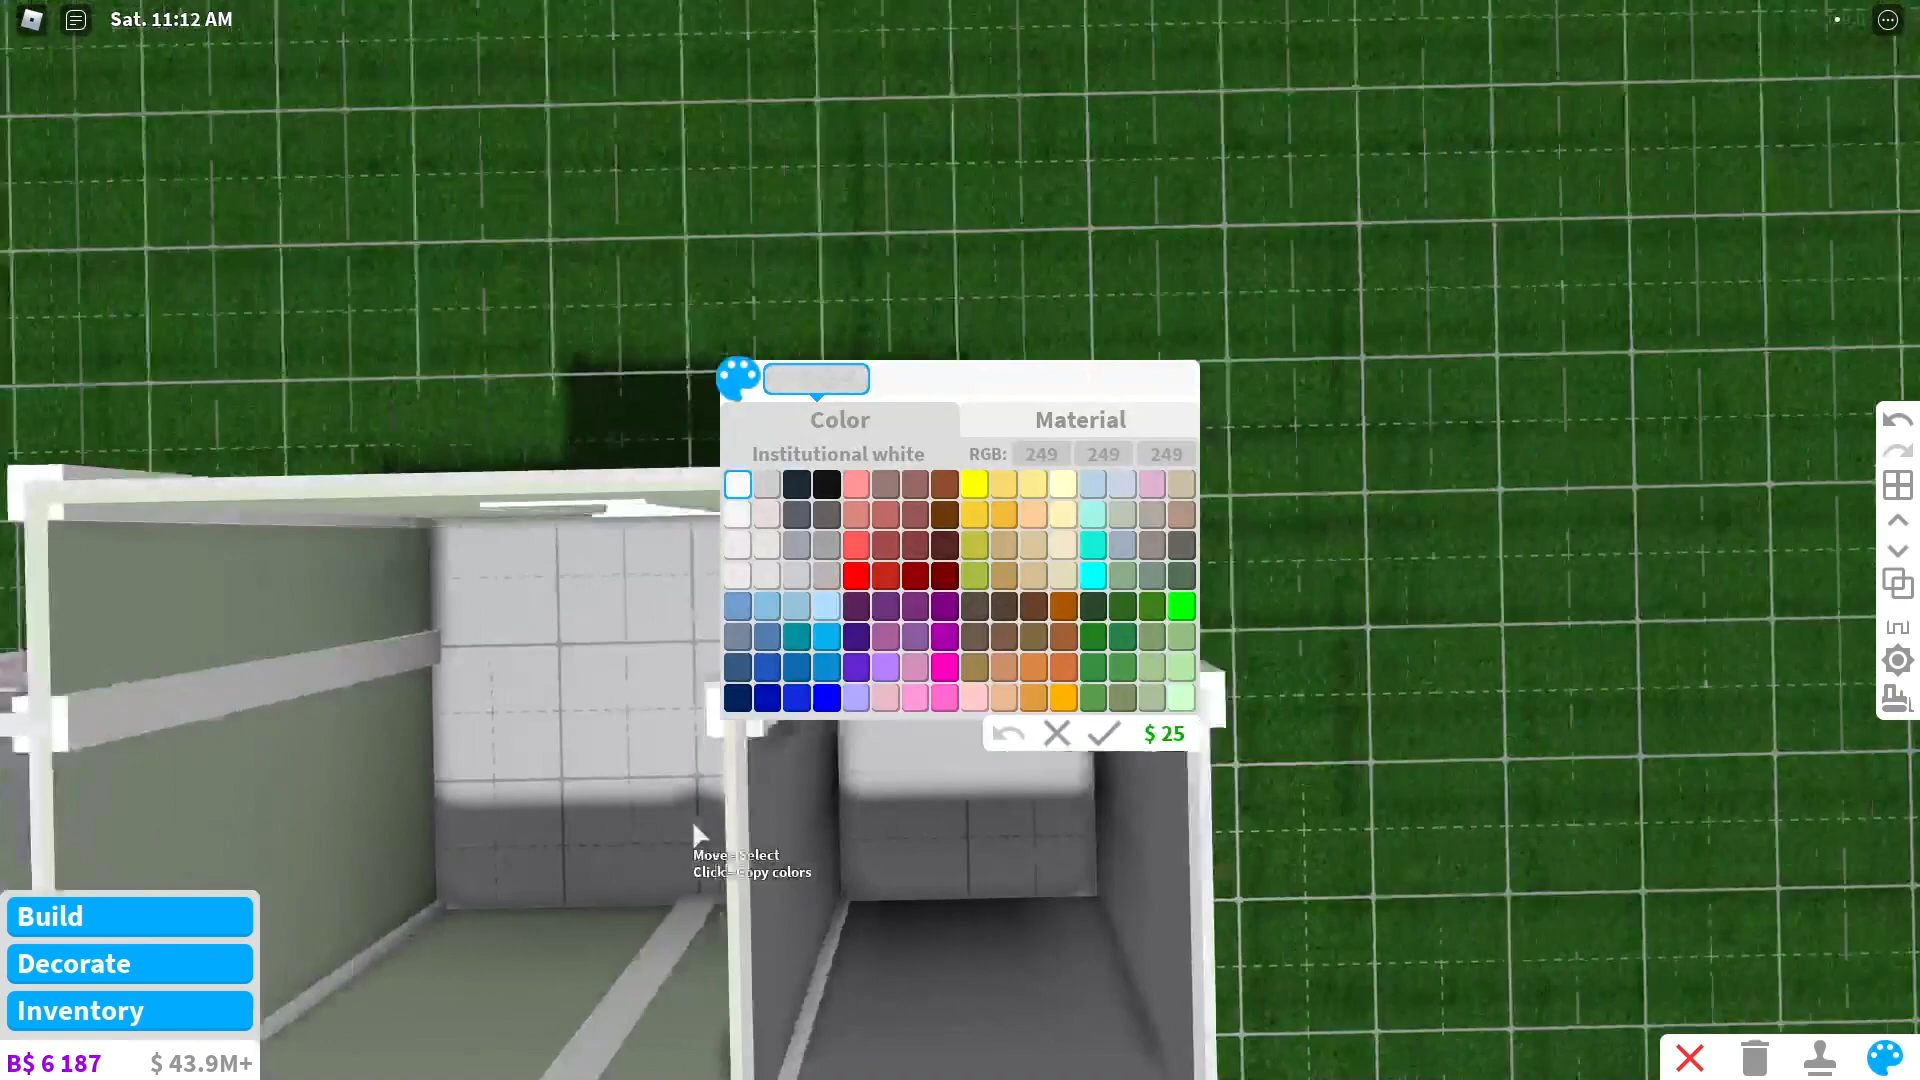 Sat. 11:12 AM
Color
Material
Institutional white
RGB: 249 249 249
$ 25
Move - Select
Click - Copy colors
Build
Decorate
Inventory
B$ 6 187
$ 43.9M+